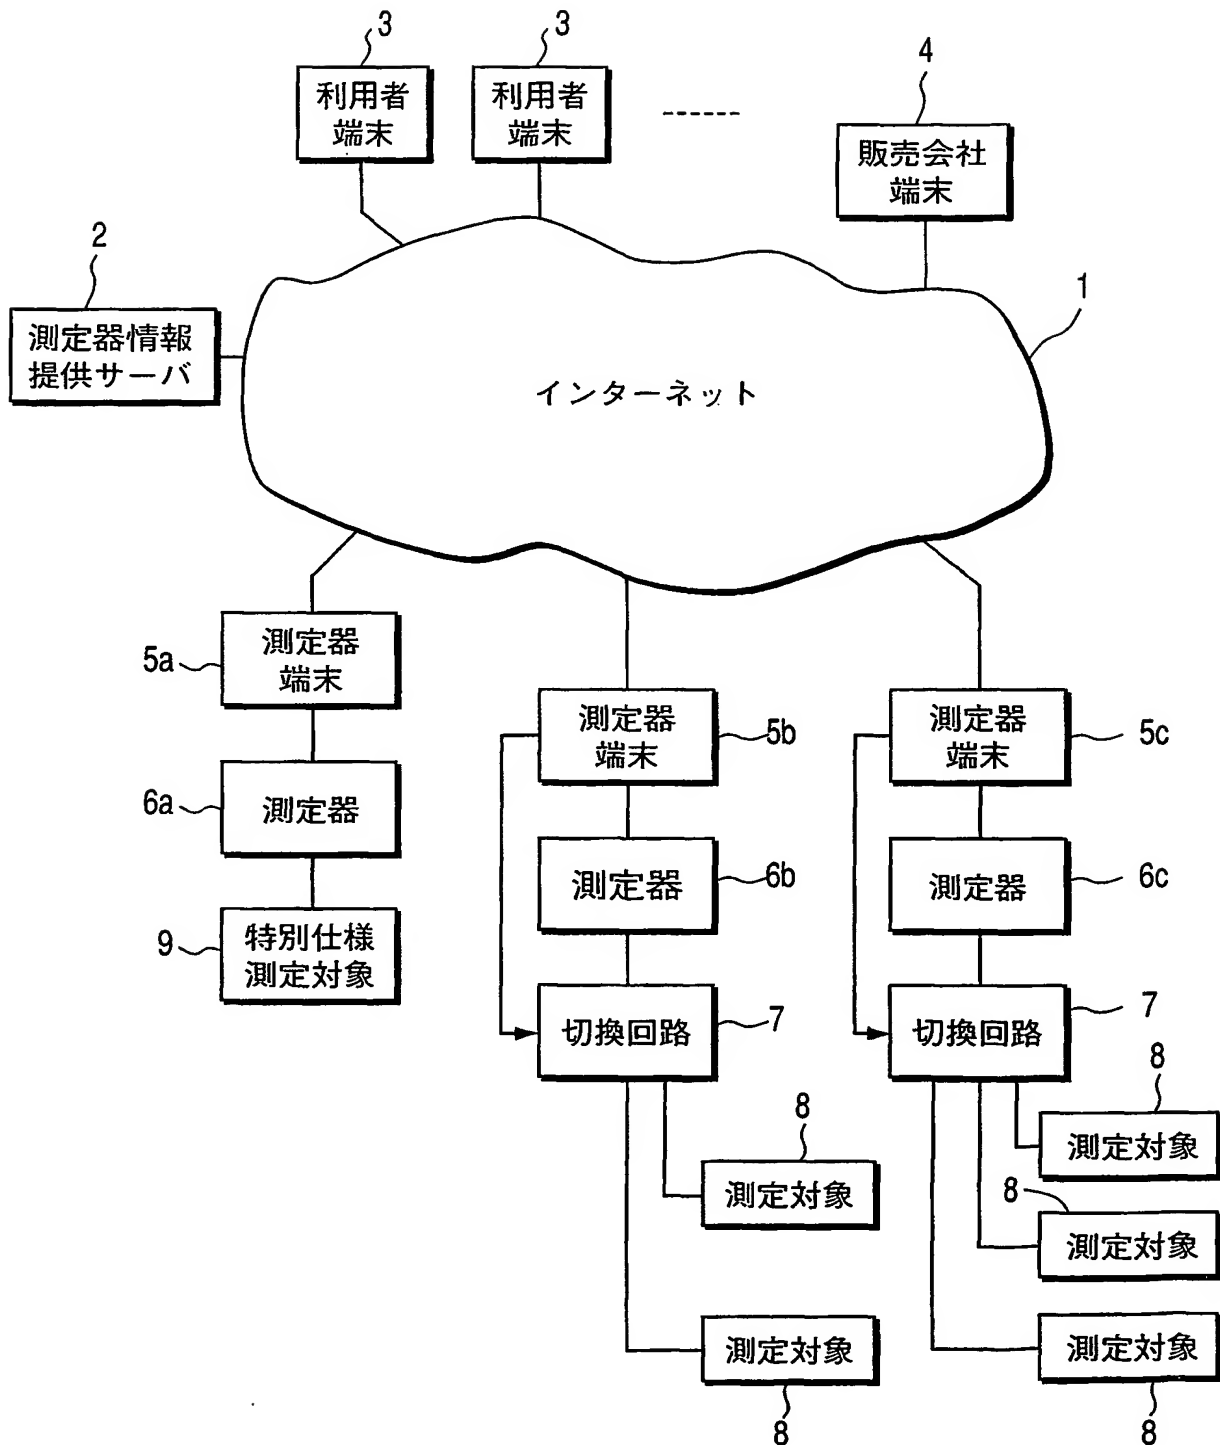 3
3
4
利用者
端末
利用者
端末
販売会社
端末
2
1
測定器情報
提供サーバ
インターネット
5a
測定器
端末
測定器
端末
5b
測定器
端末
5c
6a
測定器
測定器
6b
測定器
6c
9
特別仕様
測定対象
切換回路
7
切換回路
7
8
測定対象
8
測定対象
8
測定対象
測定対象
8
測定対象
8